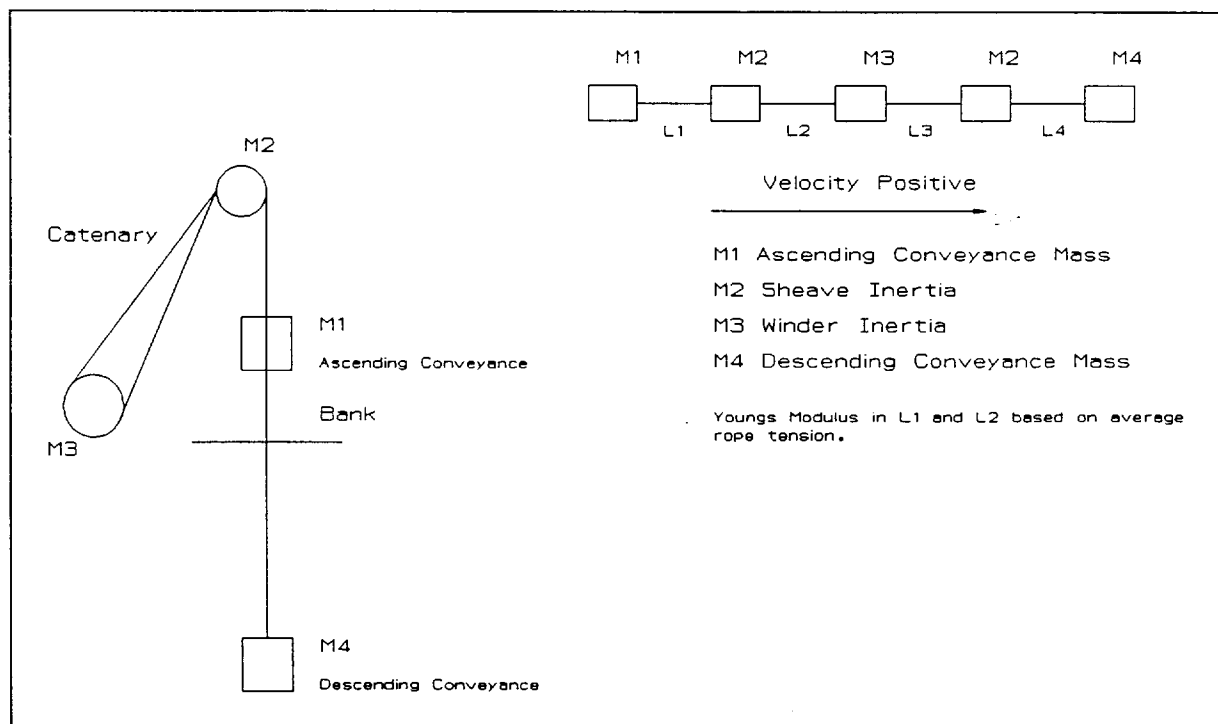 M1 M2 M3 M2 M4
L1 L2 L3 L4
Velocity Positive
M1 Ascending Conveyance Mass
M2 Sheave Inertia
M3 Winder Inertia
M4 Descending Conveyance Mass
Youngs Modulus in L1 and L2 based on average
rope tension.
M2
Catenary
M1
Ascending Conveyance
Bank
M3
M4
Descending Conveyance